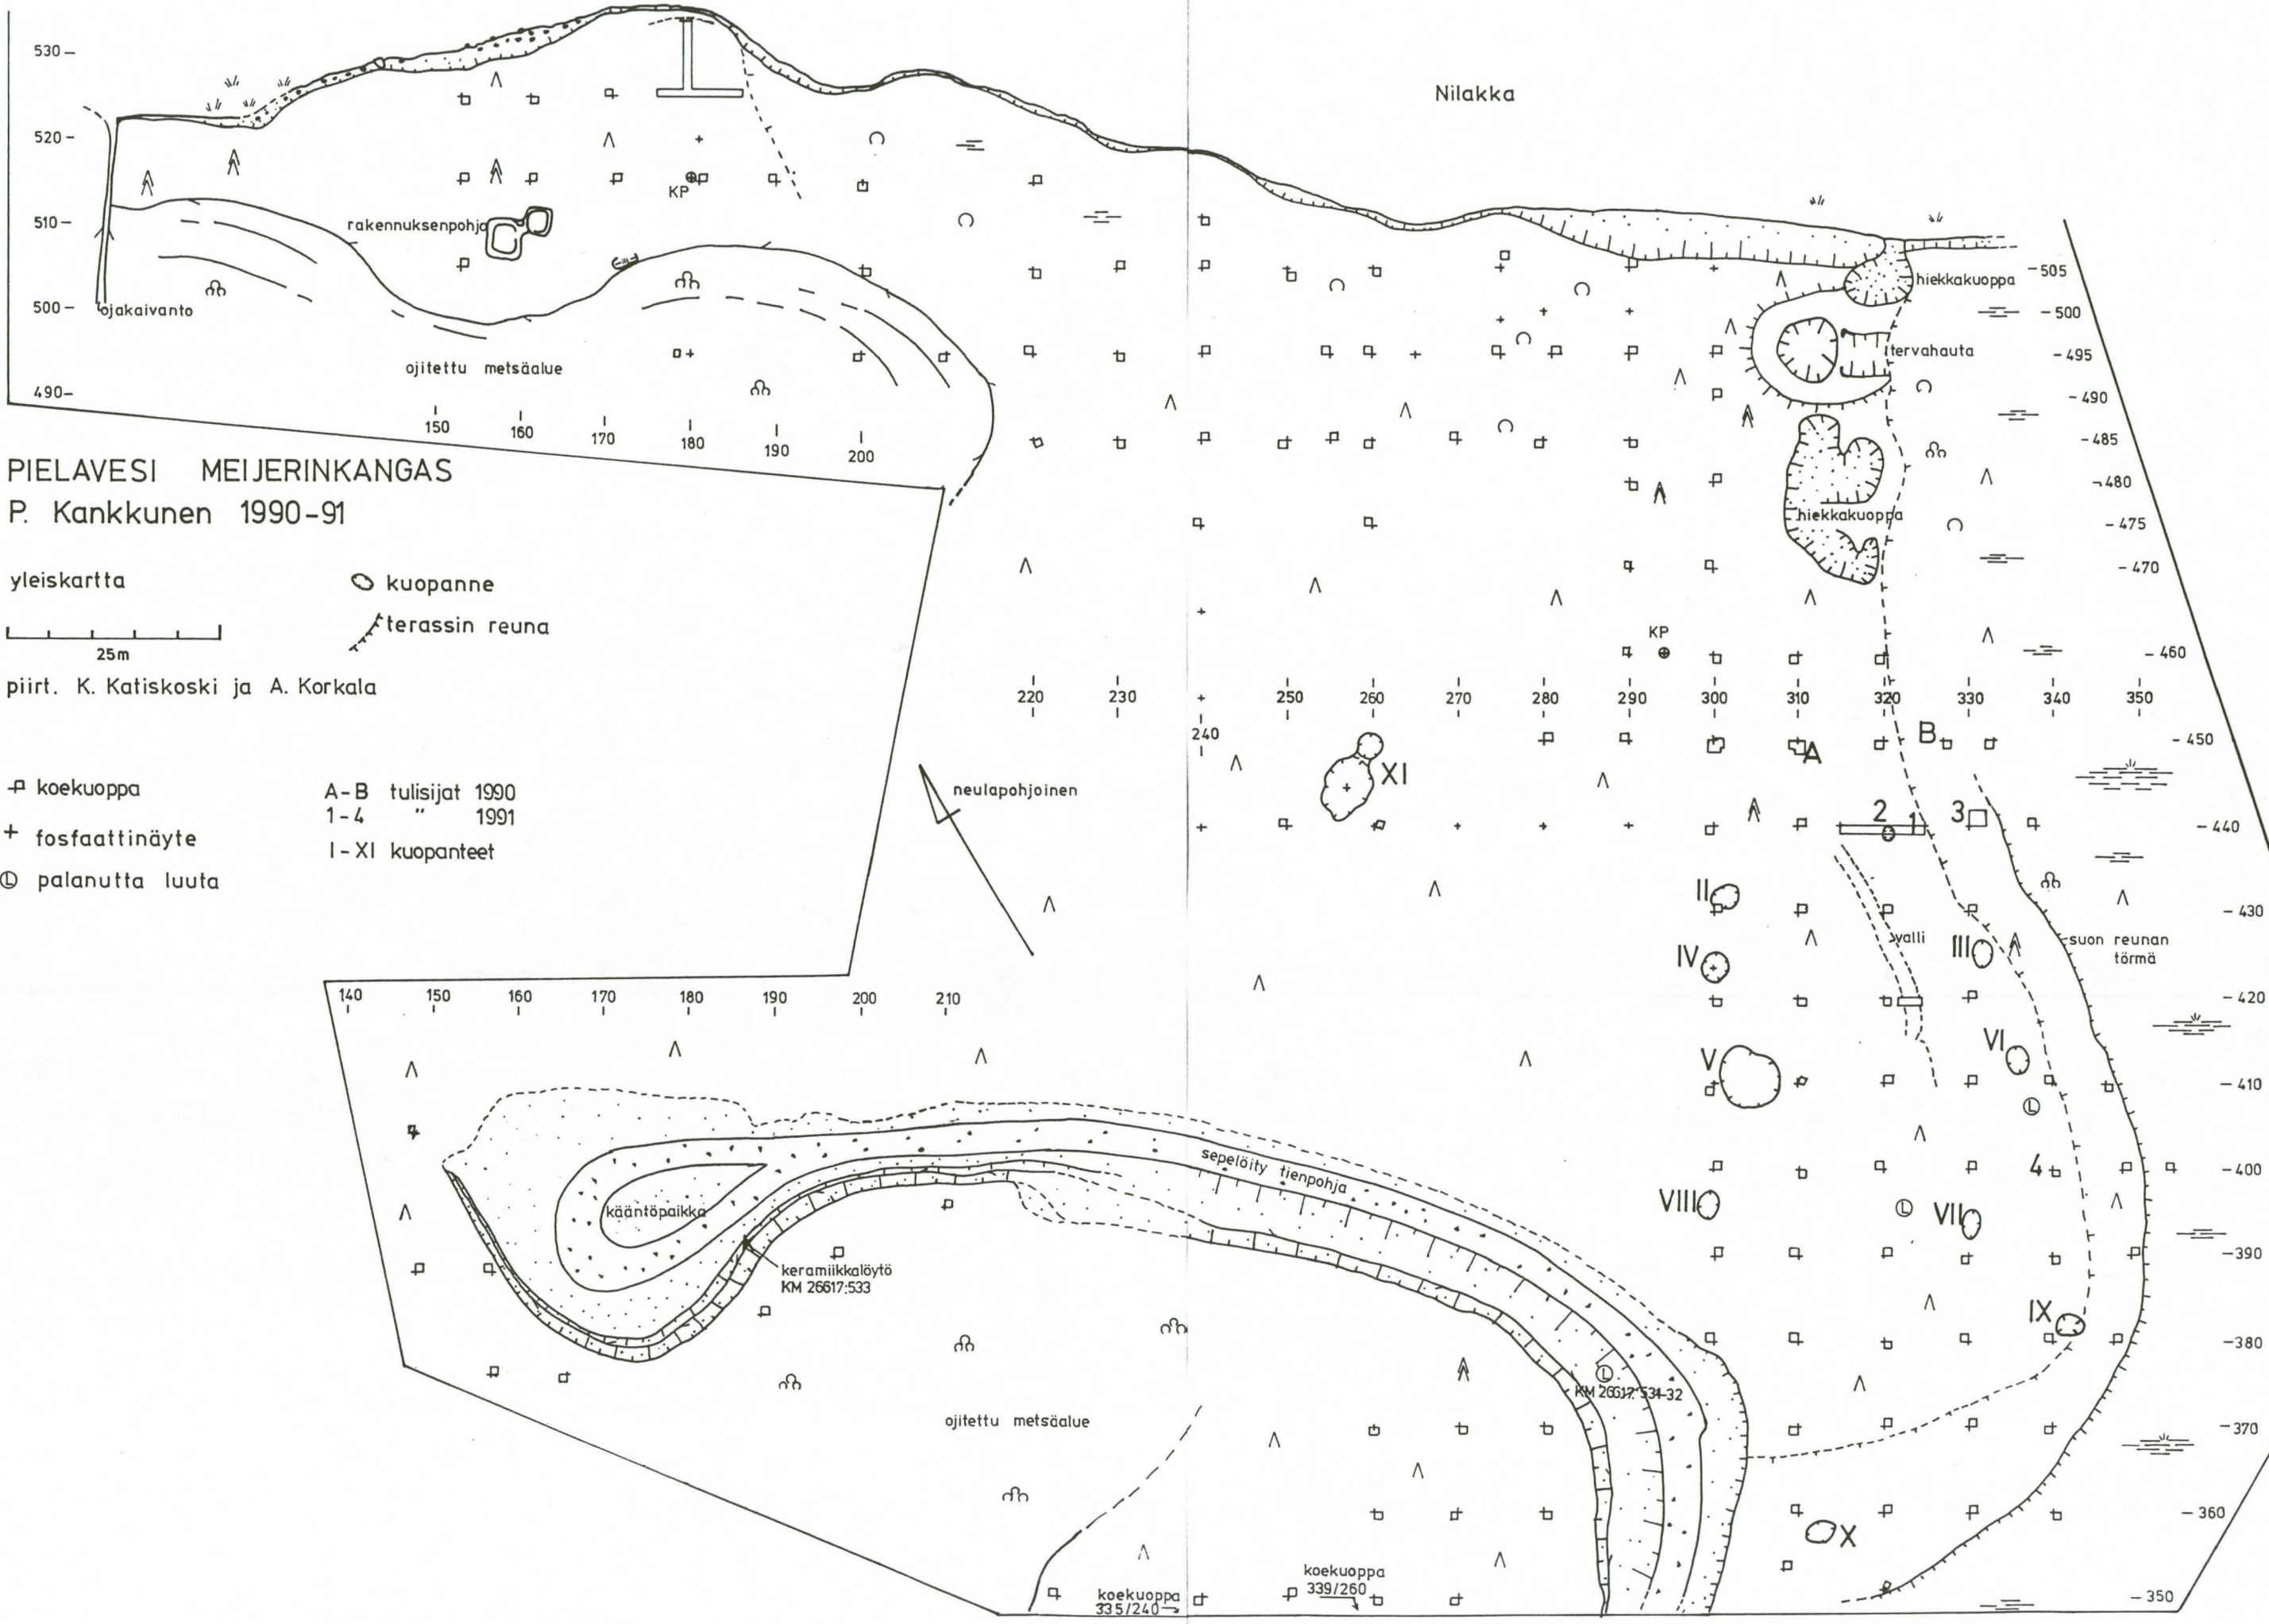 530
520
510
500
490
Nilakka
KP
rakennuksenpohja
ojakaivanto
ojitettu metsäalue
150 160 170 180 190 200
hiekkakuoppa
tervahauta
hiekkakuoppa
505
500
495
490
485
480
475
470
460
450
440
430
420
410
400
390
380
370
360
350
PIELAVESI MEIJERINKANGAS
P. Kankkunen 1990-91
yleiskartta
25m
kuopanne
terassin reuna
piirt. K. Katiskoski ja A. Korkala
koekuoppa
fosfaattinäyte
palanutta luuta
A-B tulisijat 1990
1-4 " 1991
I-XI kuopanteet
neulapohjoinen
KP
220 230 240 250 260 270 280 290 300 310 320 330 340 350
XI
A
B
2 1 3
II
valli
III
suon reunan
törmä
IV
V
VI
L
4
VIII
L
VII
IX
X
140 150 160 170 180 190 200 210
sepelöity tienpohja
kääntöpaikka
keramiikkalöytö
KM 26617:533
L
KM 26617:531-32
ojitettu metsäalue
koekuoppa
335/240
koekuoppa
339/260